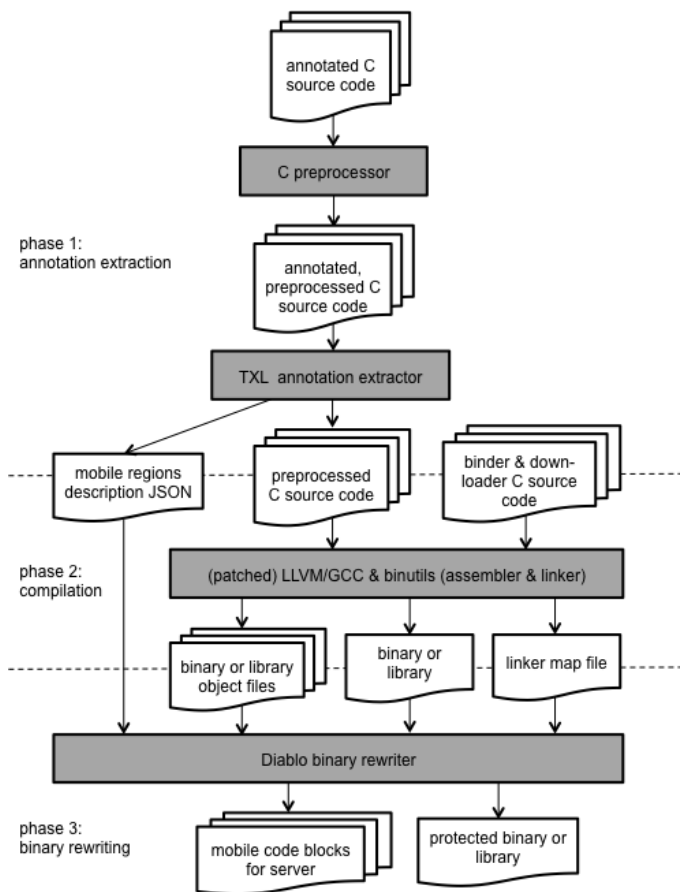 annotated C
source code
C preprocessor
phase 1:
annotation extraction
annotated,
preprocessed C
source code
TXL annotation extractor
mobile regions
description JSON
preprocessed
C source code
binder & down-
loader C source
code
phase 2:
compilation
(patched) LLVM/GCC & binutils (assembler & linker)
binary or library
object files
binary or
library
linker map file
Diablo binary rewriter
phase 3:
binary rewriting
mobile code blocks
for server
protected binary or
library